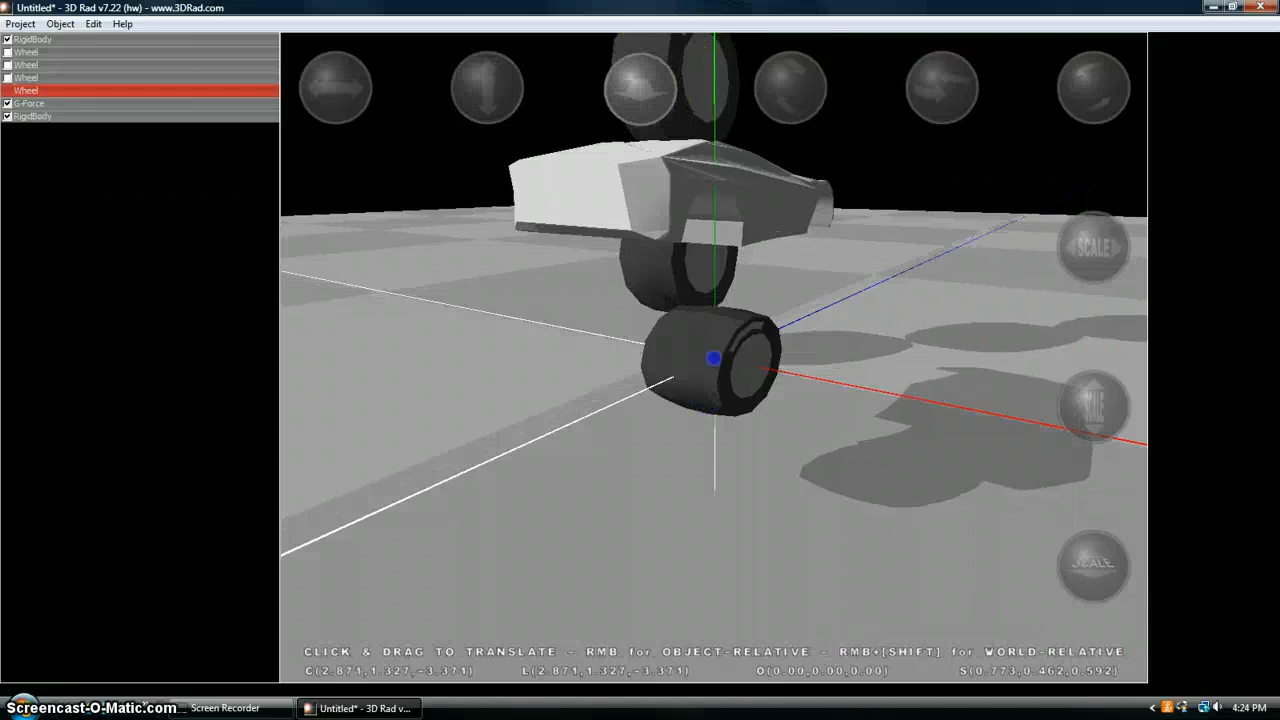 Untitled* - 3D Rad v7.22 (hw) - www.3DRad.com
Project Object Edit Help
RigidBody
Wheel
Wheel
Wheel
Wheel
G-Force
RigidBody
SCALE
SCALE
SCALE
CLICK & DRAG TO TRANSLATE - RMB for OBJECT-RELATIVE - RMB+[SHIFT] for WORLD-RELATIVE
C(2.871,1.327,-3.371) L(2.871,1.327,-3.371) O(0.00,0.00,0.00) S(0.773,0.462,0.592)
Screencast-O-Matic.com Screen Recorder Untitled* - 3D Rad v... 4:24 PM